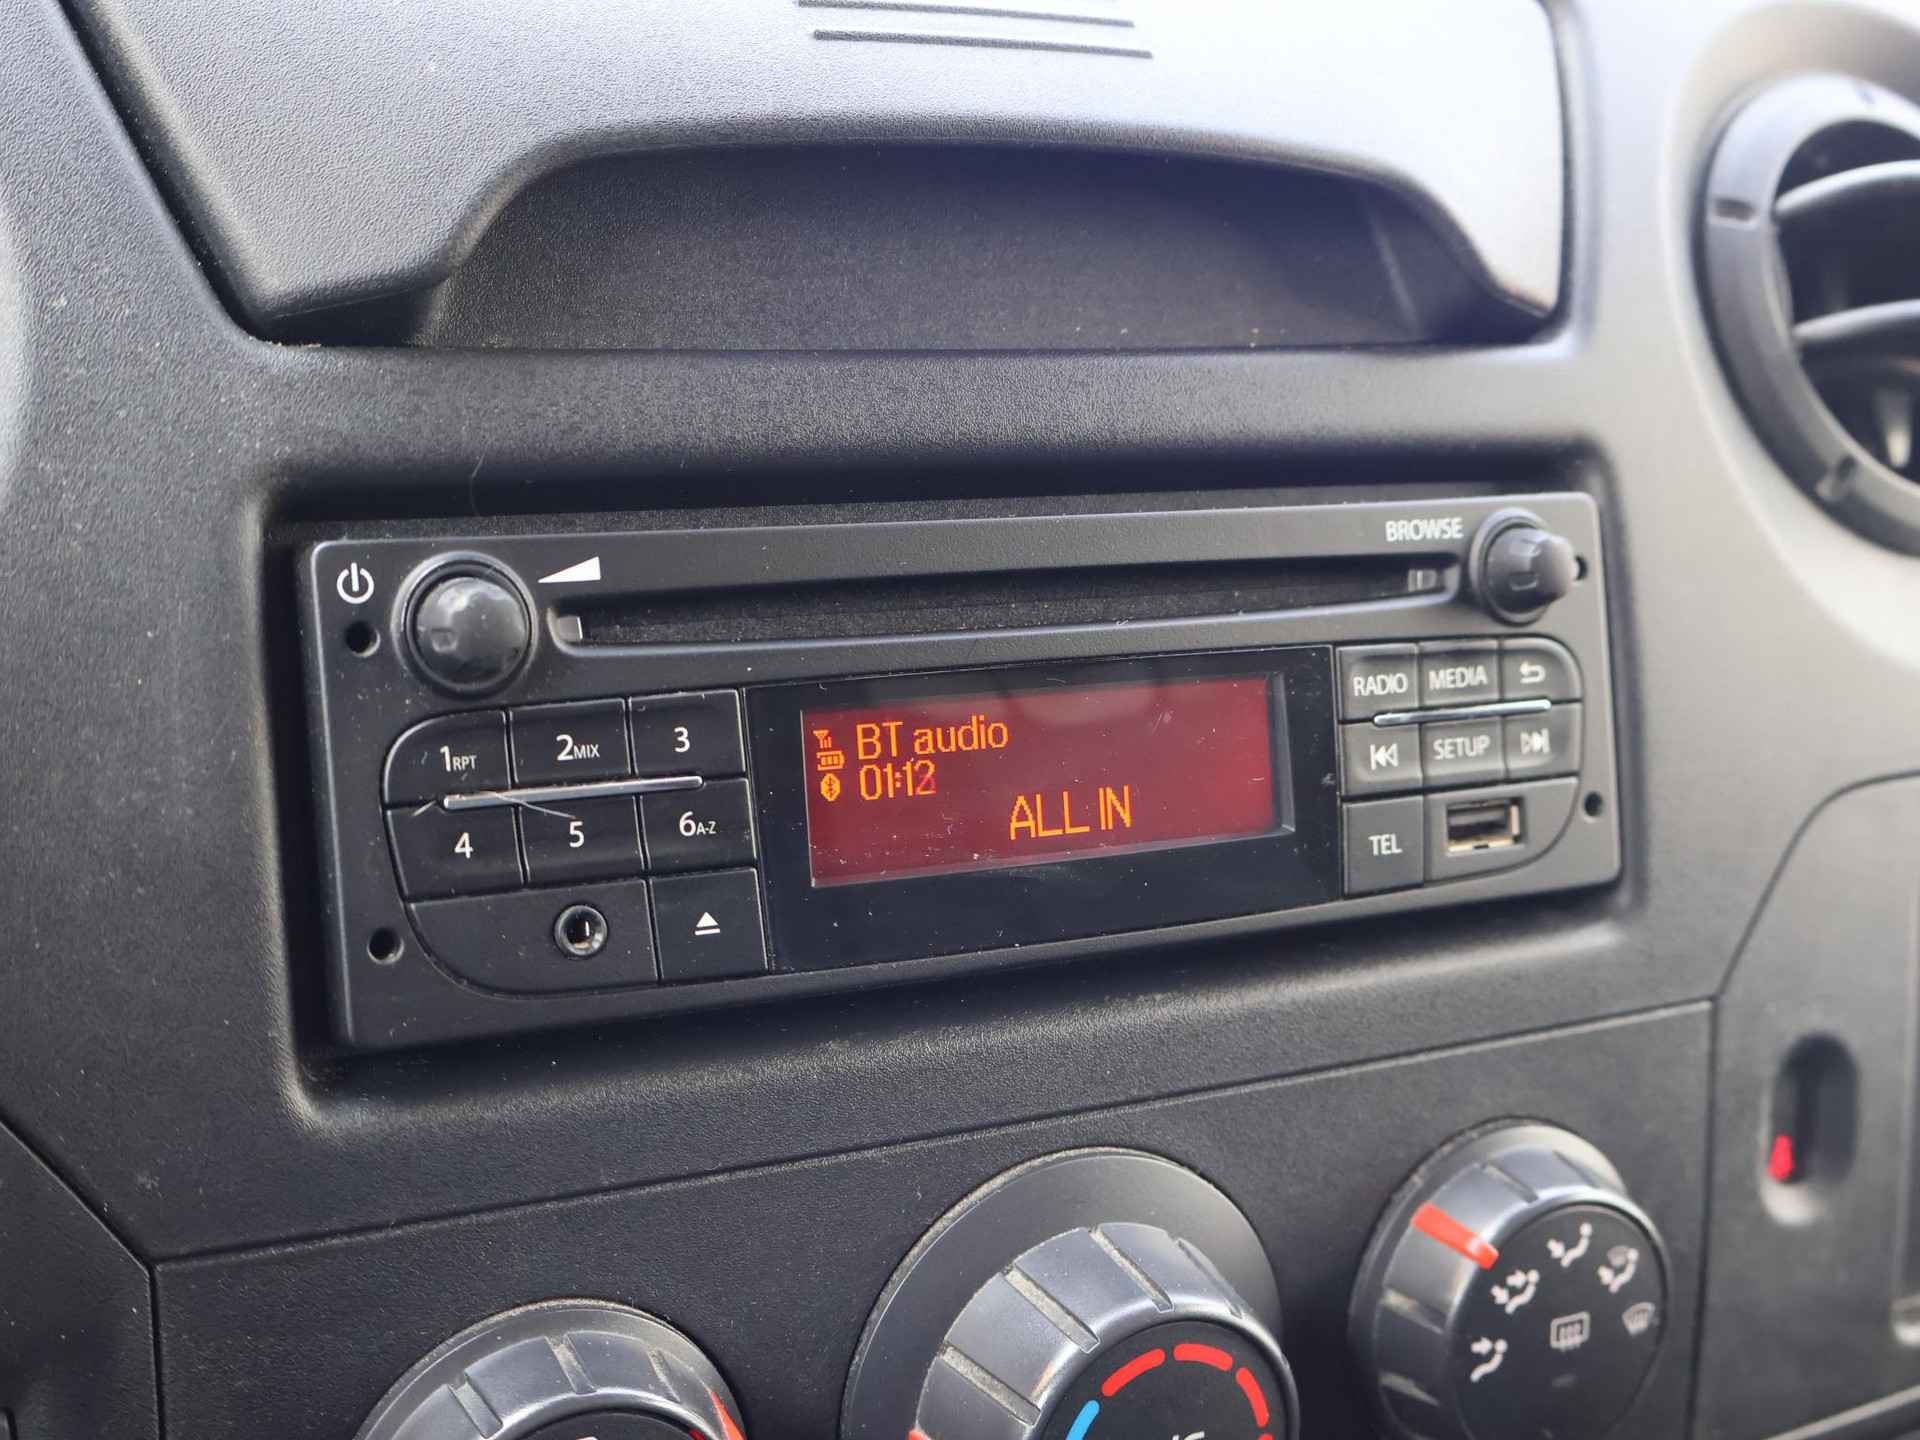 BROWSE
RADIO MEDIA
1RPT 2MIX 3
BT audio
SETUP
01:12
4 5 6A-Z
ALL IN
TEL